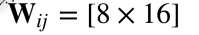 𝐖ᵢⱼ = [8 × 16]